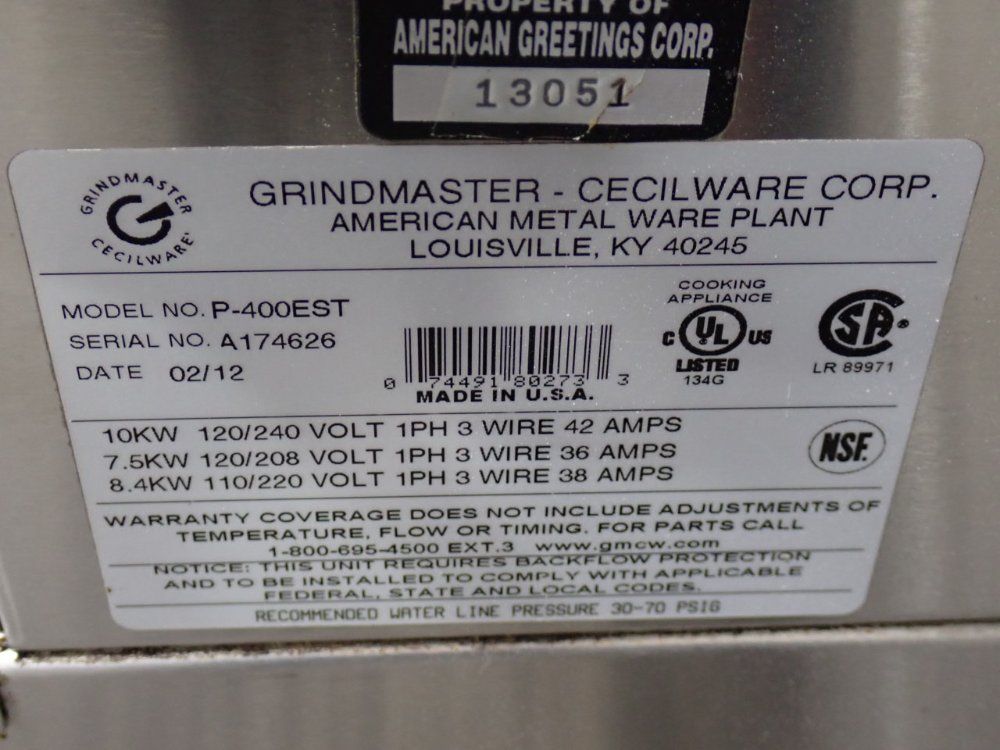 PROPERTY OF
AMERICAN GREETINGS CORP.
13051
GRINDMASTER
CECILWARE
GRINDMASTER - CECILWARE CORP.
AMERICAN METAL WARE PLANT
LOUISVILLE, KY 40245
MODEL NO. P-400EST
SERIAL NO. A174626
DATE 02/12
0 74491 80273 3
MADE IN U.S.A.
COOKING
APPLIANCE
C UL US
LISTED
134G
SA
LR 89971
10KW 120/240 VOLT 1PH 3 WIRE 42 AMPS
7.5KW 120/208 VOLT 1PH 3 WIRE 36 AMPS
8.4KW 110/220 VOLT 1PH 3 WIRE 38 AMPS
NSF.
WARRANTY COVERAGE DOES NOT INCLUDE ADJUSTMENTS OF
TEMPERATURE, FLOW OR TIMING. FOR PARTS CALL
1-800-695-4500 EXT.3 www.gmcw.com
NOTICE: THIS UNIT REQUIRES BACKFLOW PROTECTION
AND TO BE INSTALLED TO COMPLY WITH APPLICABLE
FEDERAL, STATE AND LOCAL CODES.
RECOMMENDED WATER LINE PRESSURE 30-70 PSIG